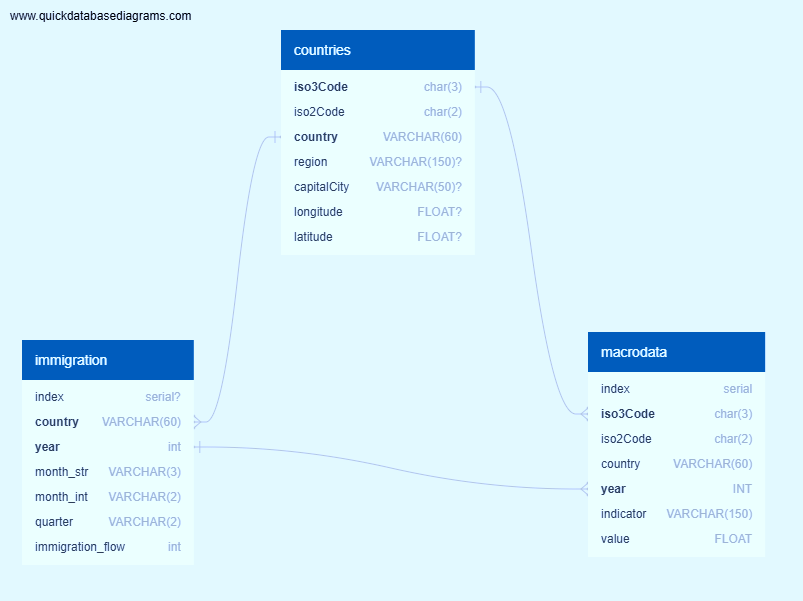 www.quickdatabasediagrams.com
countries
iso3Code char(3)
iso2Code char(2)
country VARCHAR(60)
region VARCHAR(150)?
capitalCity VARCHAR(50)?
longitude FLOAT?
latitude FLOAT?
immigration
index serial?
country VARCHAR(60)
year int
month_str VARCHAR(3)
month_int VARCHAR(2)
quarter VARCHAR(2)
immigration_flow int
macrodata
index serial
iso3Code char(3)
iso2Code char(2)
country VARCHAR(60)
year INT
indicator VARCHAR(150)
value FLOAT